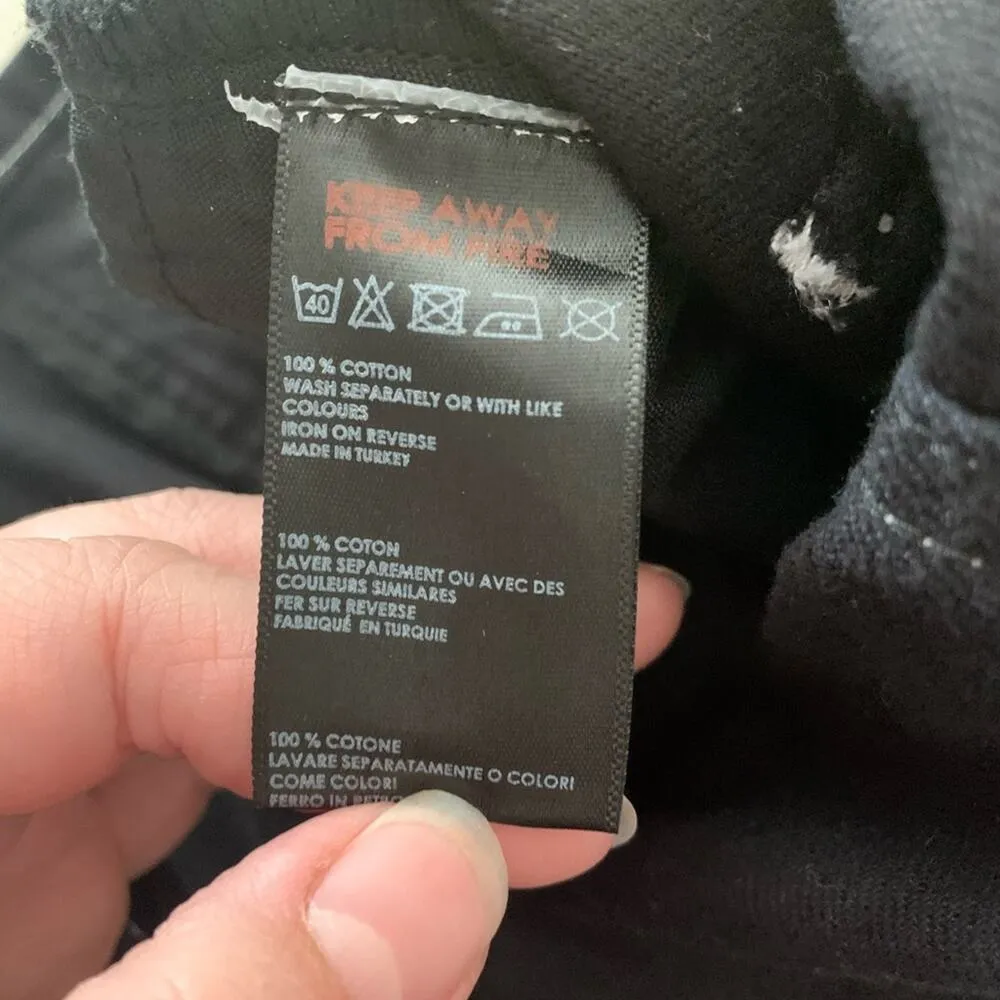 KEEP AWAY
FROM FIRE
40
100 % COTTON
WASH SEPARATELY OR WITH LIKE
COLOURS
IRON ON REVERSE
MADE IN TURKEY
100 % COTON
LAVER SEPAREMENT OU AVEC DES
COULEURS SIMILARES
FER SUR REVERSE
FABRIQUÉ EN TURQUIE
100 % COTONE
LAVARE SEPARATAMENTE O COLORI
COME COLORI
FERRO IN